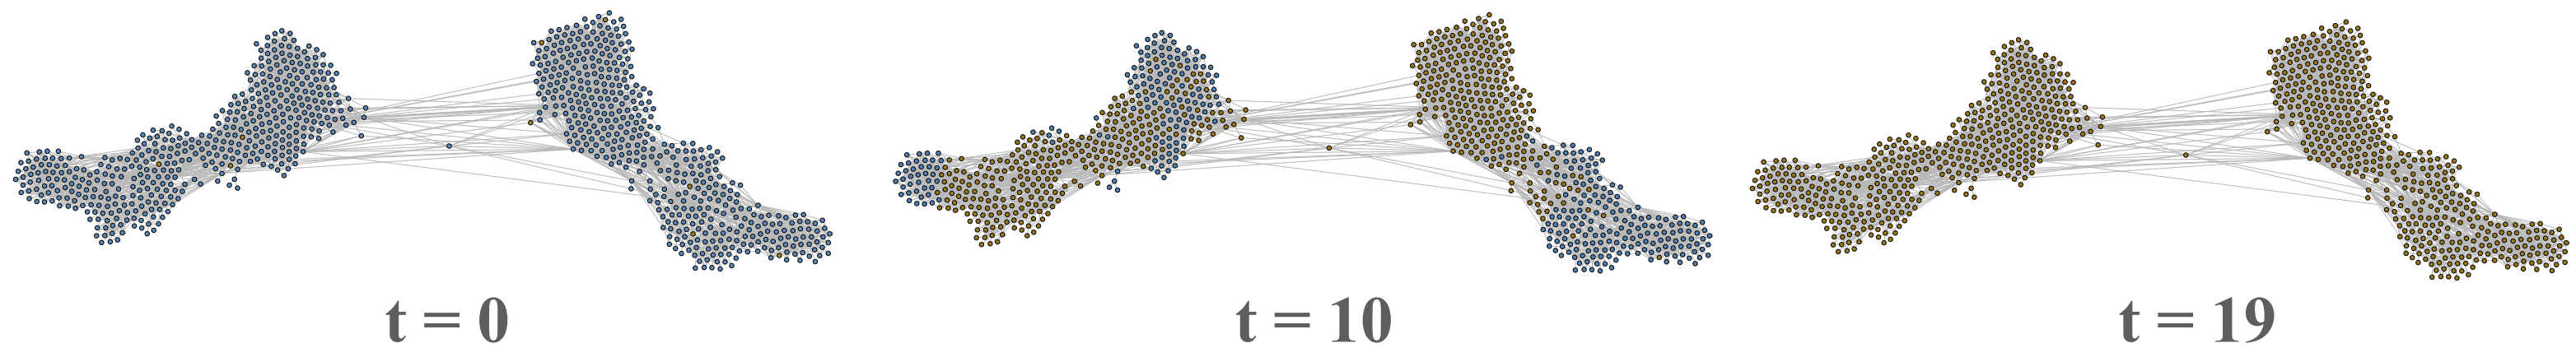 t = 0
t = 10
t = 19